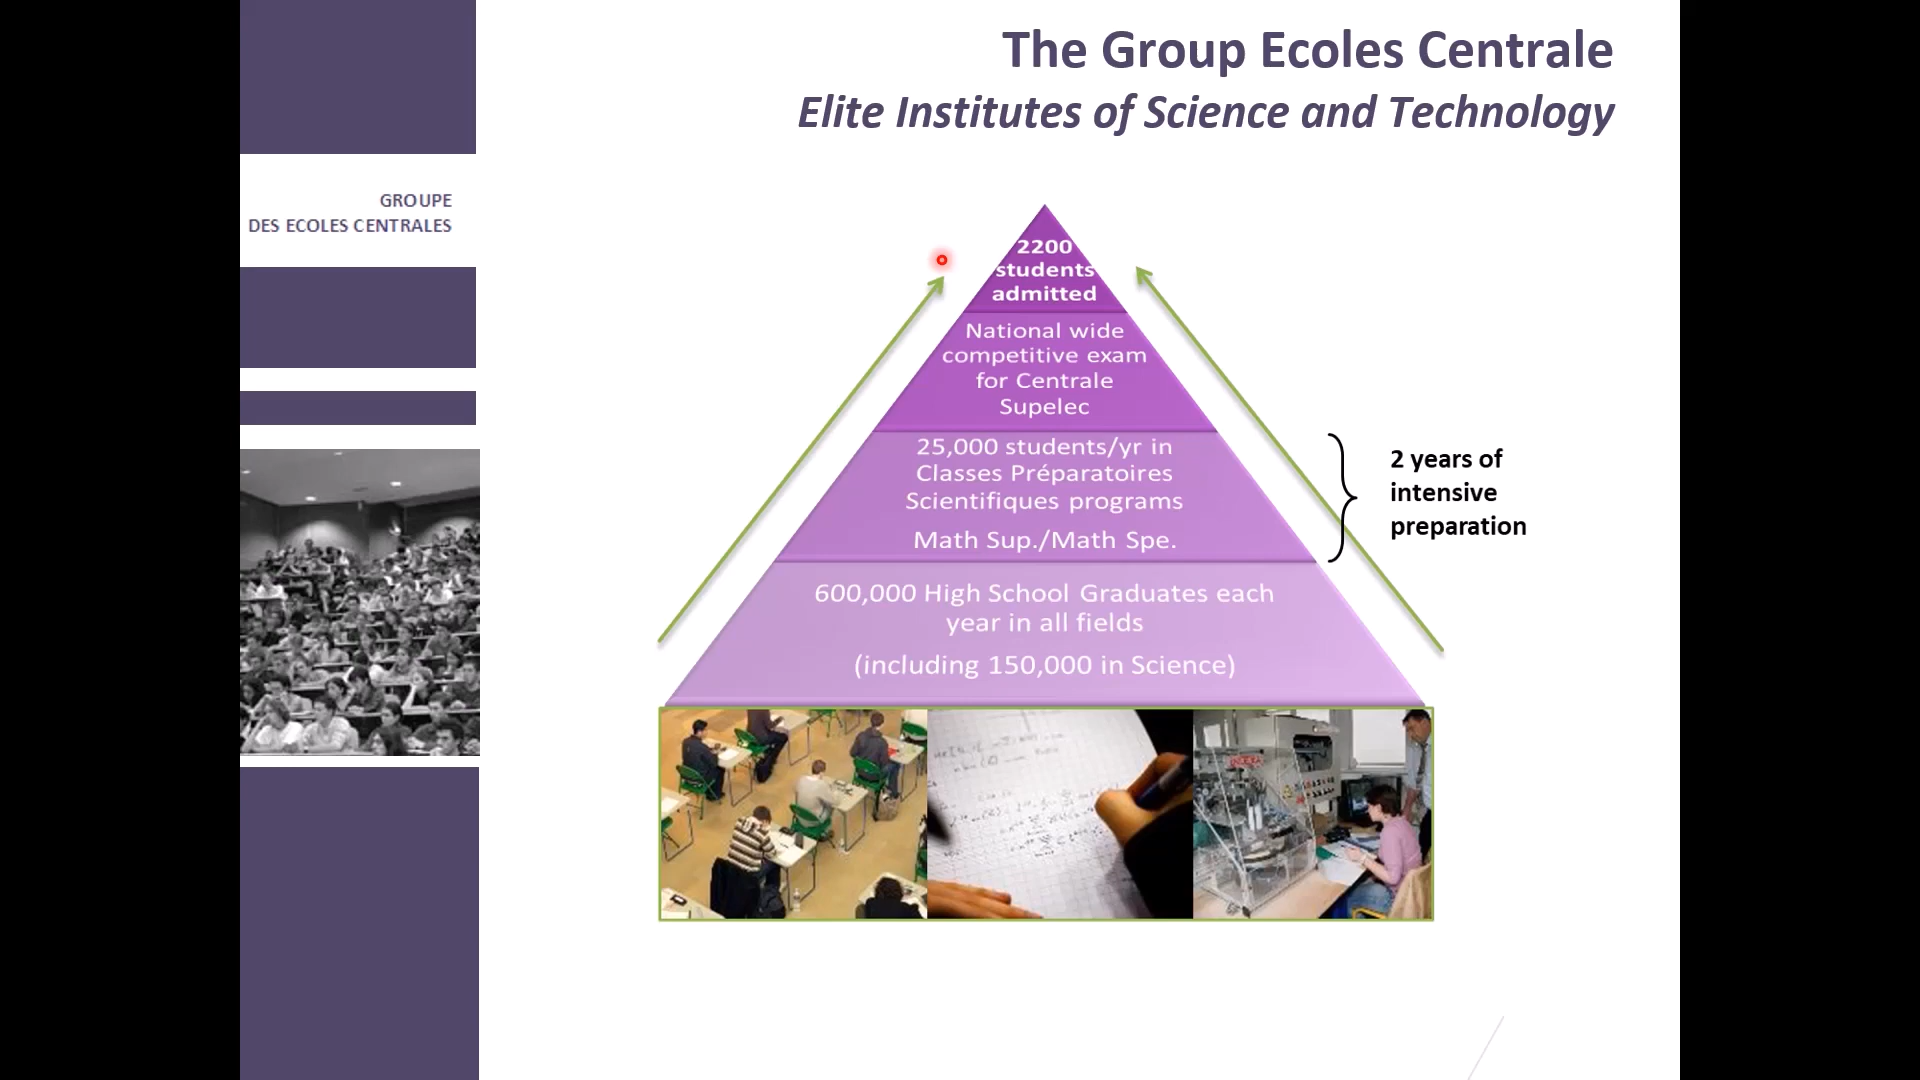 The Group Ecoles Centrale
Elite Institutes of Science and Technology
GROUPE
DES ECOLES CENTRALES
2200
students
admitted
National wide
competitive exam
for Centrale
Supelec
25,000 students/yr in
Classes Préparatoires
Scientifiques programs
Math Sup./Math Spe.
2 years of
intensive
preparation
600,000 High School Graduates each
year in all fields
(including 150,000 in Science)